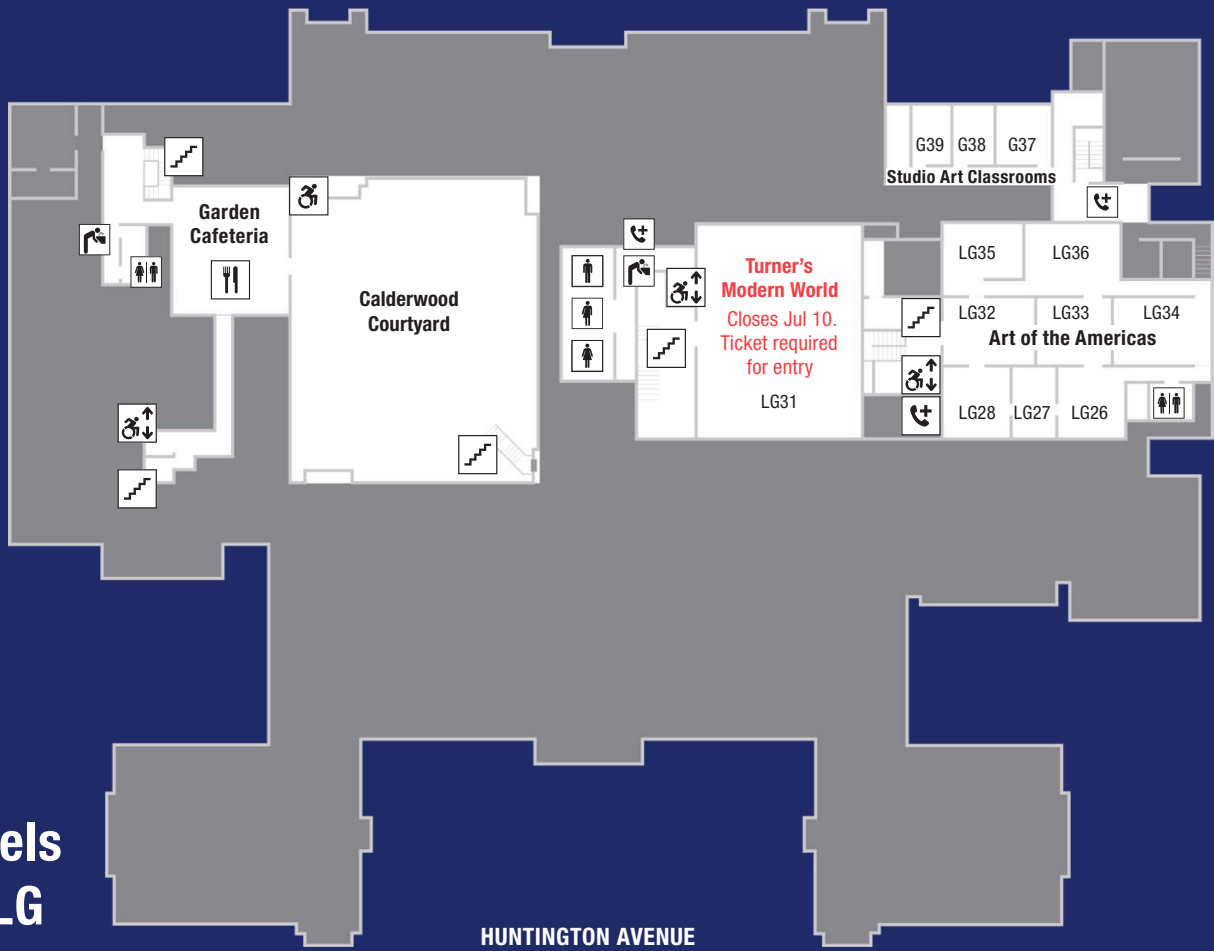 G39 G38 G37
Studio Art Classrooms
Garden
Cafeteria
Calderwood
Courtyard
Turner's
Modern World
Closes Jul 10.
Ticket required
for entry
LG31
LG35 LG36
LG32 LG33 LG34
Art of the Americas
LG28 LG27 LG26
els
LG
HUNTINGTON AVENUE